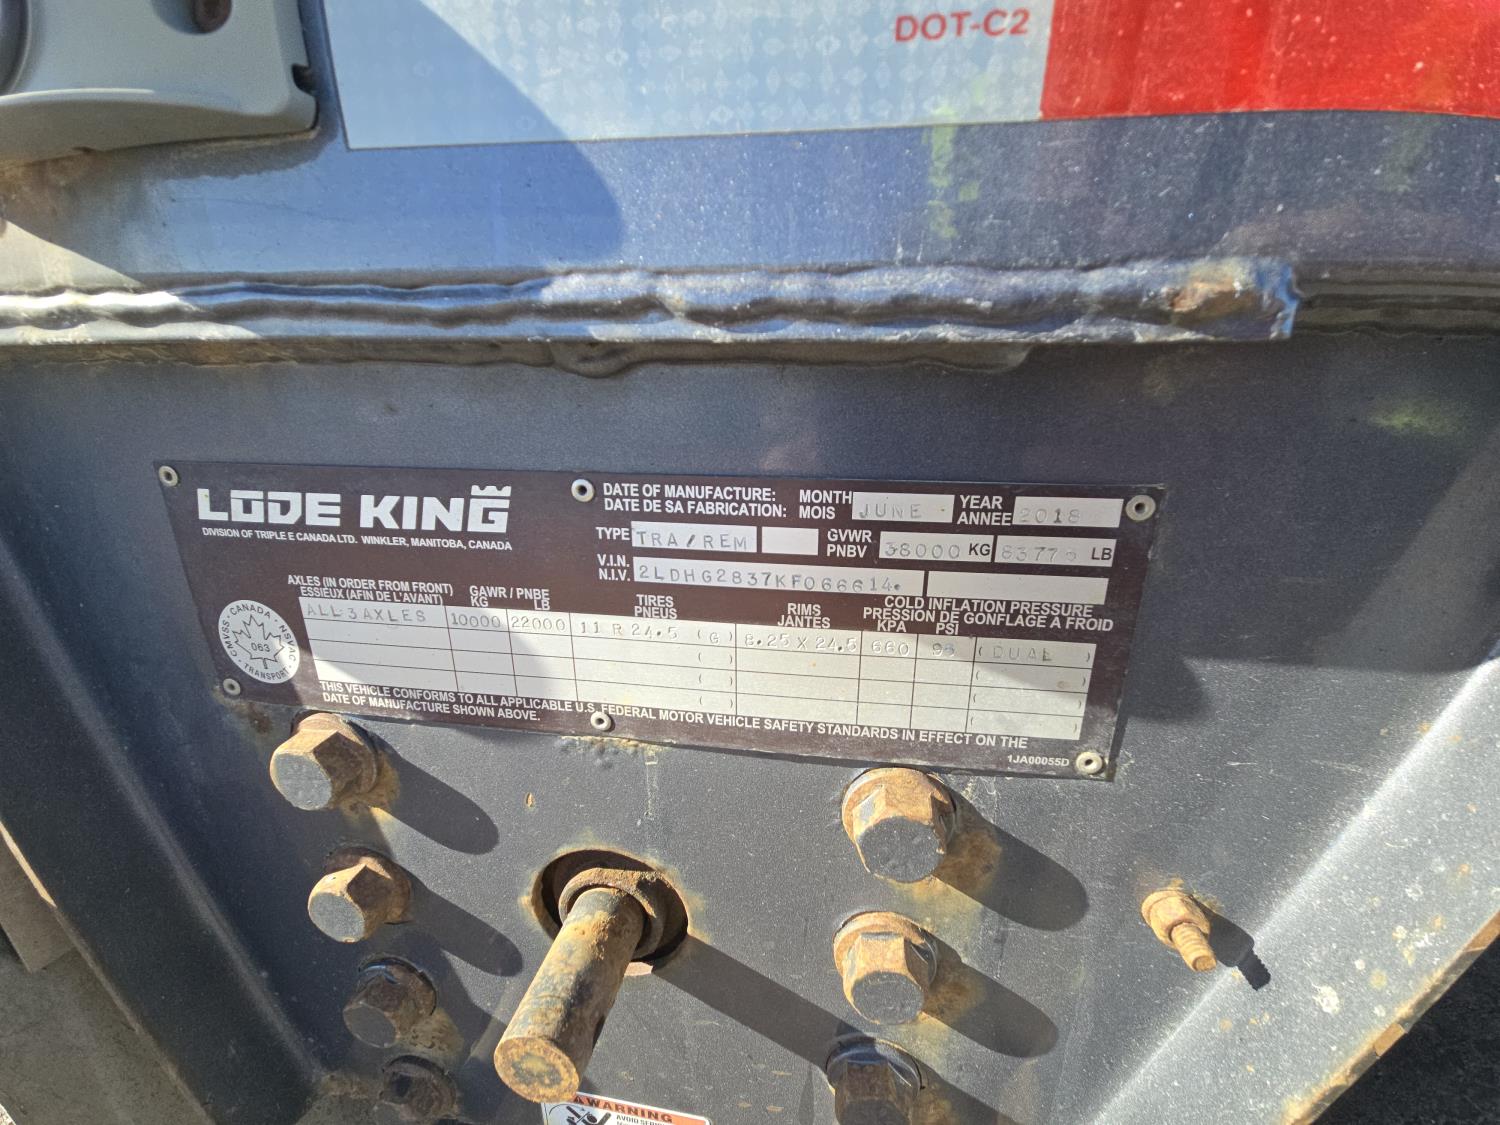 DOT-C2
LODE KING
DIVISION OF TRIPLE E CANADA LTD. WINKLER, MANITOBA, CANADA
DATE OF MANUFACTURE: MONTH JUNE YEAR 2018
DATE DE SA FABRICATION: MOIS ANNEE
TYPE TRA/REM GVWR PNBV 38000 KG LB
V.I.N. N.I.V. 2LDHG2837KF066614
AXLES (IN ORDER FROM FRONT) GAWR / PNBE TIRES RIMS COLD INFLATION PRESSURE
ESSIEUX (AFIN DE L'AVANT) KG LB PNEUS JANTES PRESSION DE GONFLAGE A FROID
KPA PSI
ALL 3 AXLES 10000 22000 11 R 24.5 (G) 8.25 X 24.5 660 (DUAL)
CANADA
CMVSS NSVAC
063
TRANSPORT
THIS VEHICLE CONFORMS TO ALL APPLICABLE U.S. FEDERAL MOTOR VEHICLE SAFETY STANDARDS IN EFFECT ON THE
DATE OF MANUFACTURE SHOWN ABOVE.
1JA00055D
WARNING